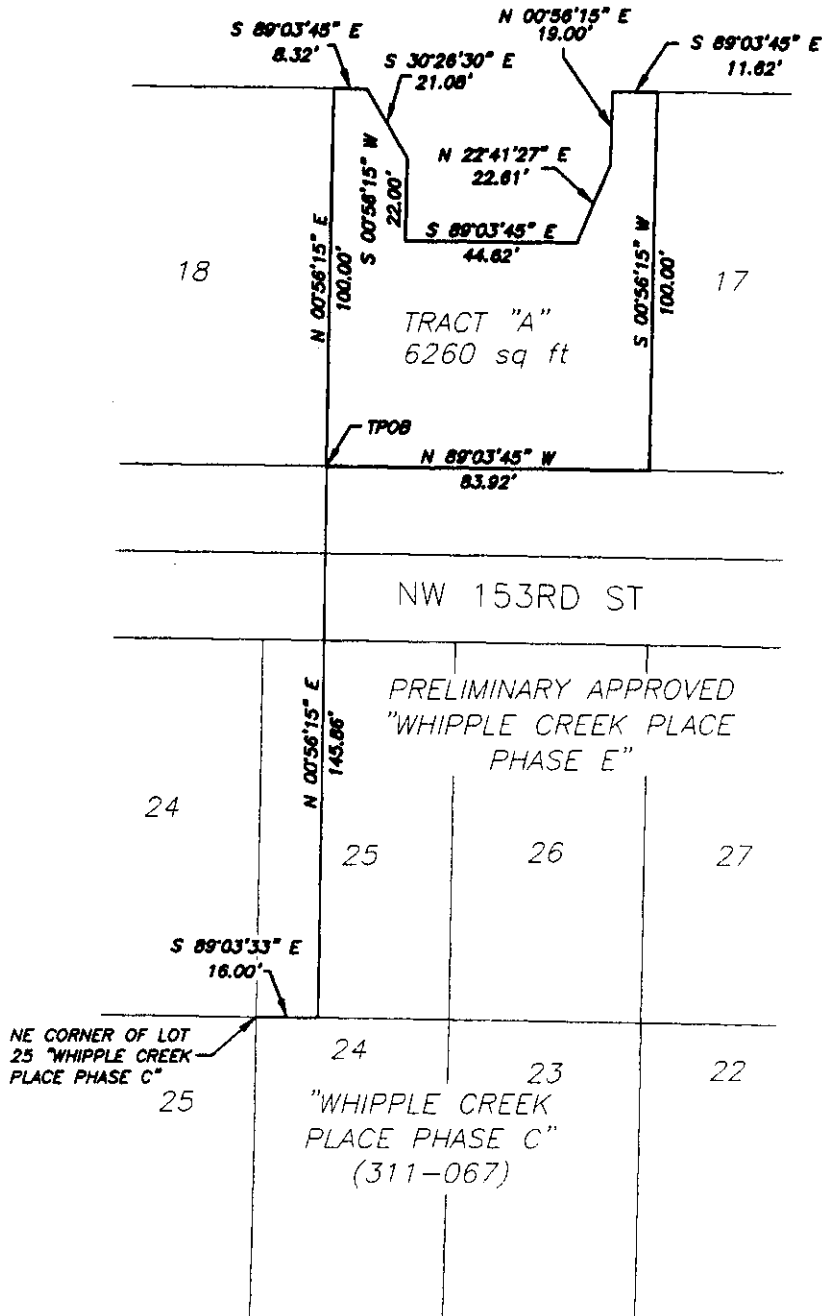 S 89°03'45" E
8.32'
S 30°26'30" E
21.08'
N 00°56'15" E
19.00'
S 89°03'45" E
11.62'
N 22°41'27" E
22.61'
S 00°56'15" W
22.00'
S 89°03'45" E
44.62'
N 00°56'15" E
100.00'
S 00°56'15" W
100.00'
18
17
TRACT "A"
6260 sq ft
TPOB
N 89°03'45" W
83.92'
NW 153RD ST
N 00°56'15" E
145.86'
PRELIMINARY APPROVED
"WHIPPLE CREEK PLACE
PHASE E"
24
25
26
27
S 89°03'33" E
16.00'
NE CORNER OF LOT
25 "WHIPPLE CREEK
PLACE PHASE C"
25
24
23
22
"WHIPPLE CREEK
PLACE PHASE C"
(311-067)